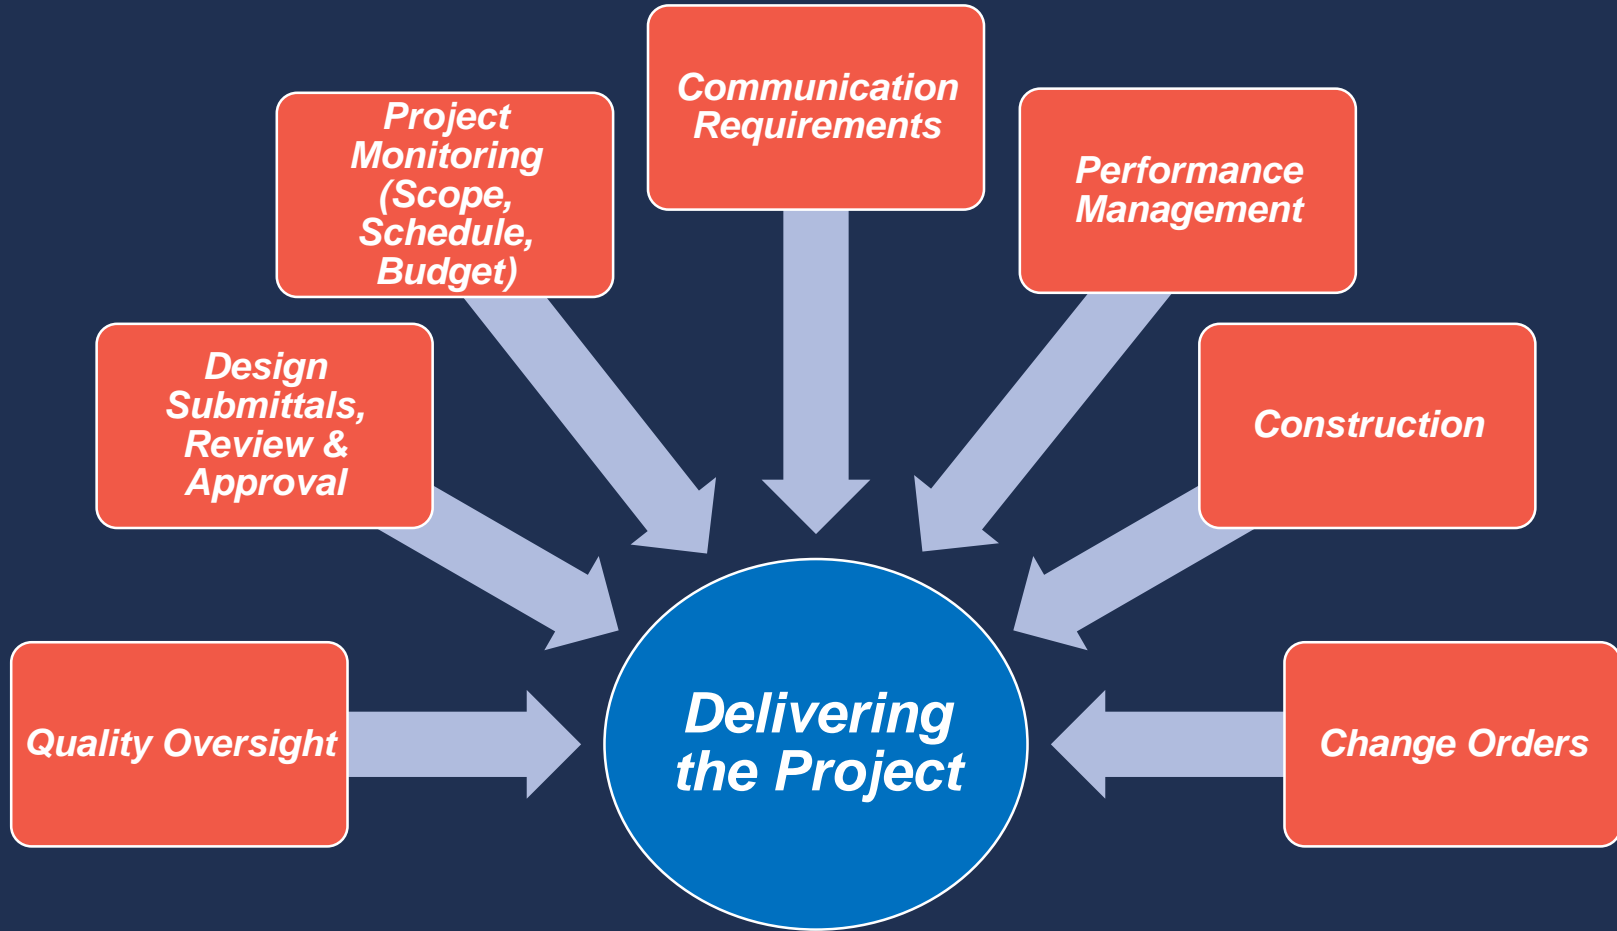 Communication
Requirements
Project
Monitoring
(Scope,
Schedule,
Budget)
Performance
Management
Design
Submittals,
Review &
Approval
Construction
Quality Oversight
Delivering
the Project
Change Orders